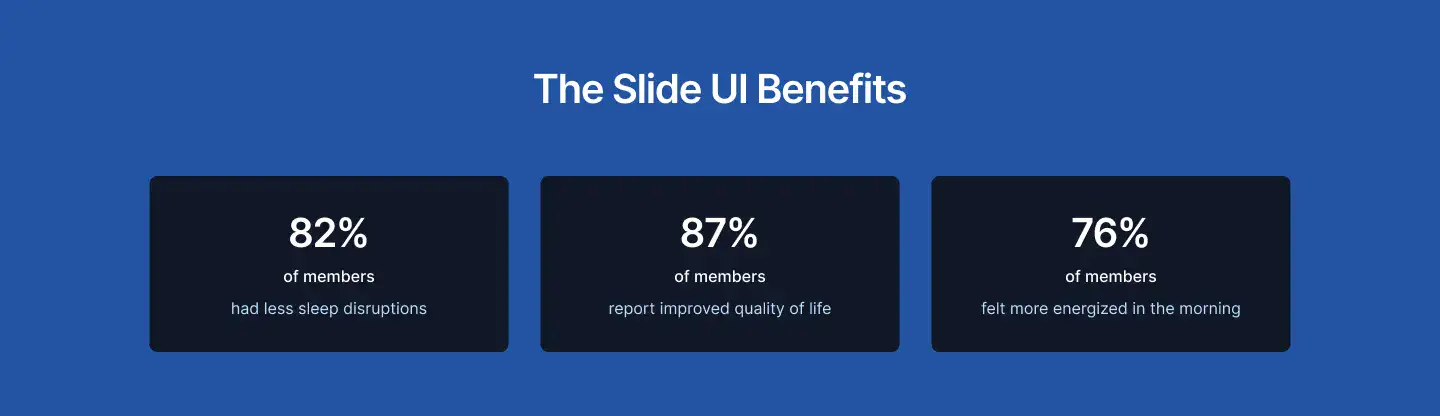 The Slide UI Benefits
82%
of members
had less sleep disruptions
87%
of members
report improved quality of life
76%
of members
felt more energized in the morning